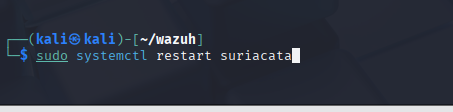 ┌──(kali㉿kali)-[~/wazuh]
└─$ sudo systemctl restart suriacata